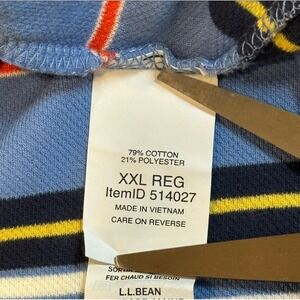 79% COTTON
21% POLYESTER
XXL REG
ItemID 514027
MADE IN VIETNAM
CARE ON REVERSE
FER CHAUD SI BESOIN
L.L.BEAN